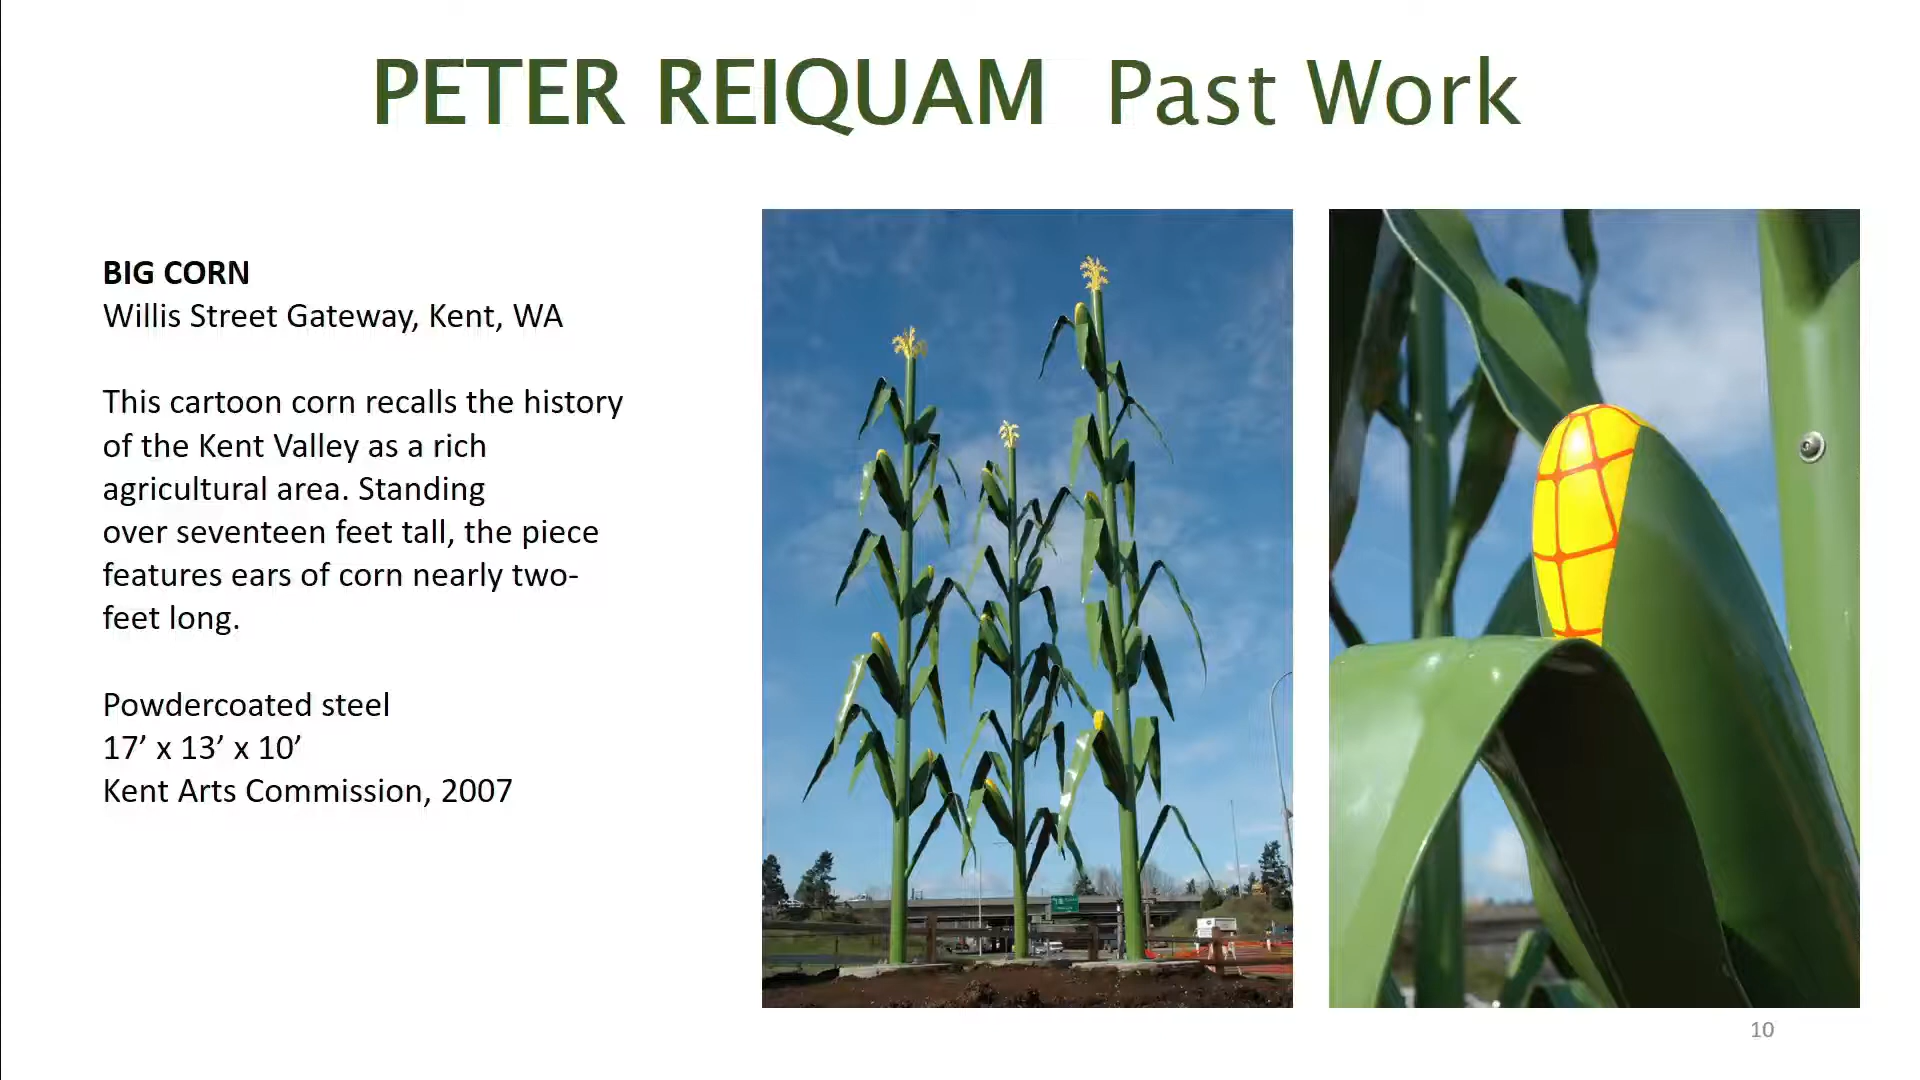 PETER REIQUAM Past Work
BIG CORN
Willis Street Gateway, Kent, WA
This cartoon corn recalls the history
of the Kent Valley as a rich
agricultural area. Standing
over seventeen feet tall, the piece
features ears of corn nearly two-
feet long.
Powdercoated steel
17’ x 13’ x 10’
Kent Arts Commission, 2007
10